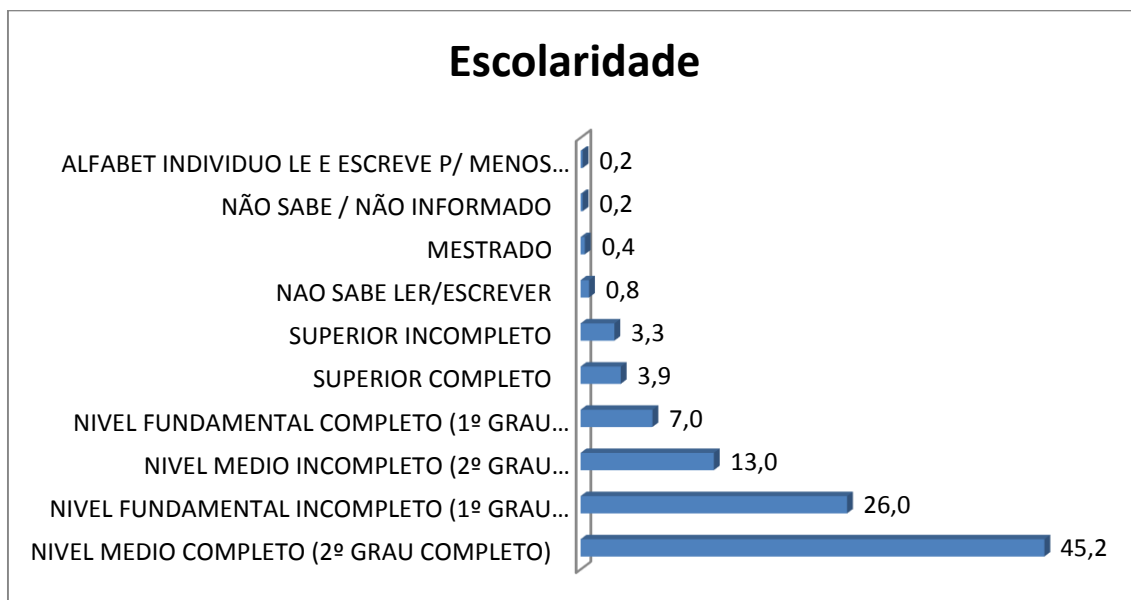 Escolaridade
ALFABET INDIVIDUO LE E ESCREVE P/ MENOS... 0,2
NÃO SABE / NÃO INFORMADO 0,2
MESTRADO 0,4
NAO SABE LER/ESCREVER 0,8
SUPERIOR INCOMPLETO 3,3
SUPERIOR COMPLETO 3,9
NIVEL FUNDAMENTAL COMPLETO (1º GRAU... 7,0
NIVEL MEDIO INCOMPLETO (2º GRAU... 13,0
NIVEL FUNDAMENTAL INCOMPLETO (1º GRAU... 26,0
NIVEL MEDIO COMPLETO (2º GRAU COMPLETO) 45,2